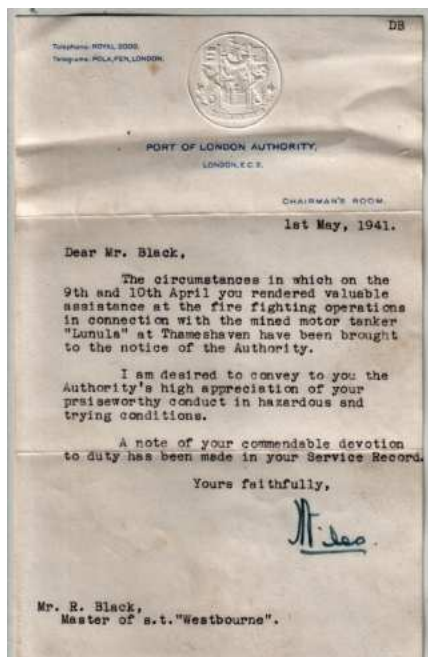 DB
Telephone: ROYAL 2000.
Telegrams: POLA, FEN, LONDON.
PORT OF LONDON AUTHORITY,
LONDON, E.C.3.
CHAIRMAN'S ROOM.
1st May, 1941.
Dear Mr. Black,
The circumstances in which on the
9th and 10th April you rendered valuable
assistance at the fire fighting operations
in connection with the mined motor tanker
"Lunula" at Thameshaven have been brought
to the notice of the Authority.
I am desired to convey to you the
Authority's high appreciation of your
praiseworthy conduct in hazardous and
trying conditions.
A note of your commendable devotion
to duty has been made in your Service Record.
Yours faithfully,
Mr. R. Black,
Master of s.t."Westbourne".